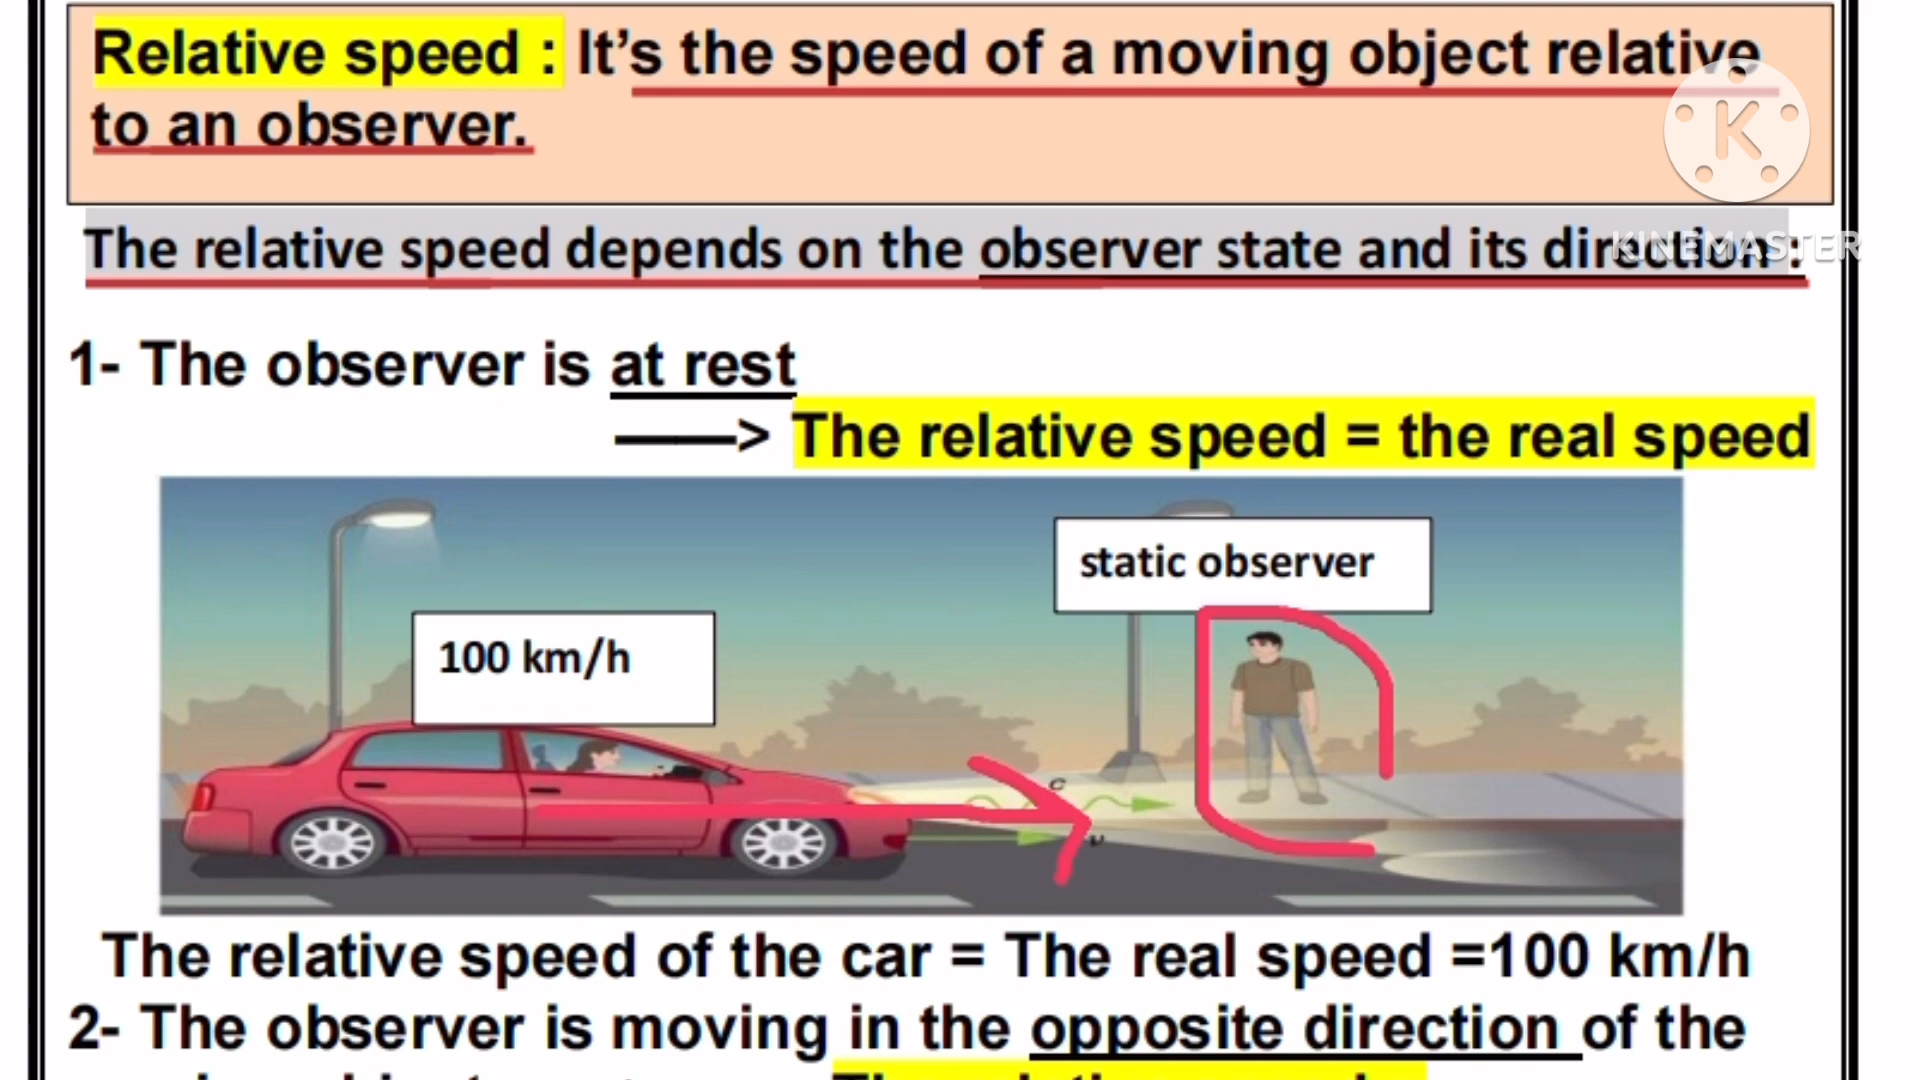 Relative speed : It’s the speed of a moving object relative
to an observer.
K
KINEMASTER
The relative speed depends on the observer state and its direction :
1- The observer is at rest
——> The relative speed = the real speed
static observer
100 km/h
c
v
The relative speed of the car = The real speed =100 km/h
2- The observer is moving in the opposite direction of the